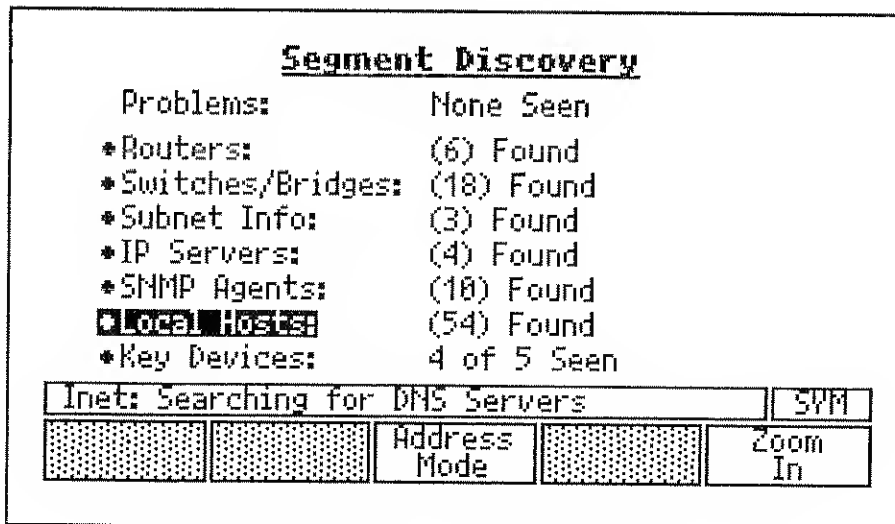 Segment Discovery
Problems: None Seen
•Routers: (6) Found
•Switches/Bridges: (18) Found
•Subnet Info: (3) Found
•IP Servers: (4) Found
•SNMP Agents: (10) Found
•Local Hosts: (54) Found
•Key Devices: 4 of 5 Seen
Inet: Searching for DNS Servers SYM
Address Mode
Zoom In